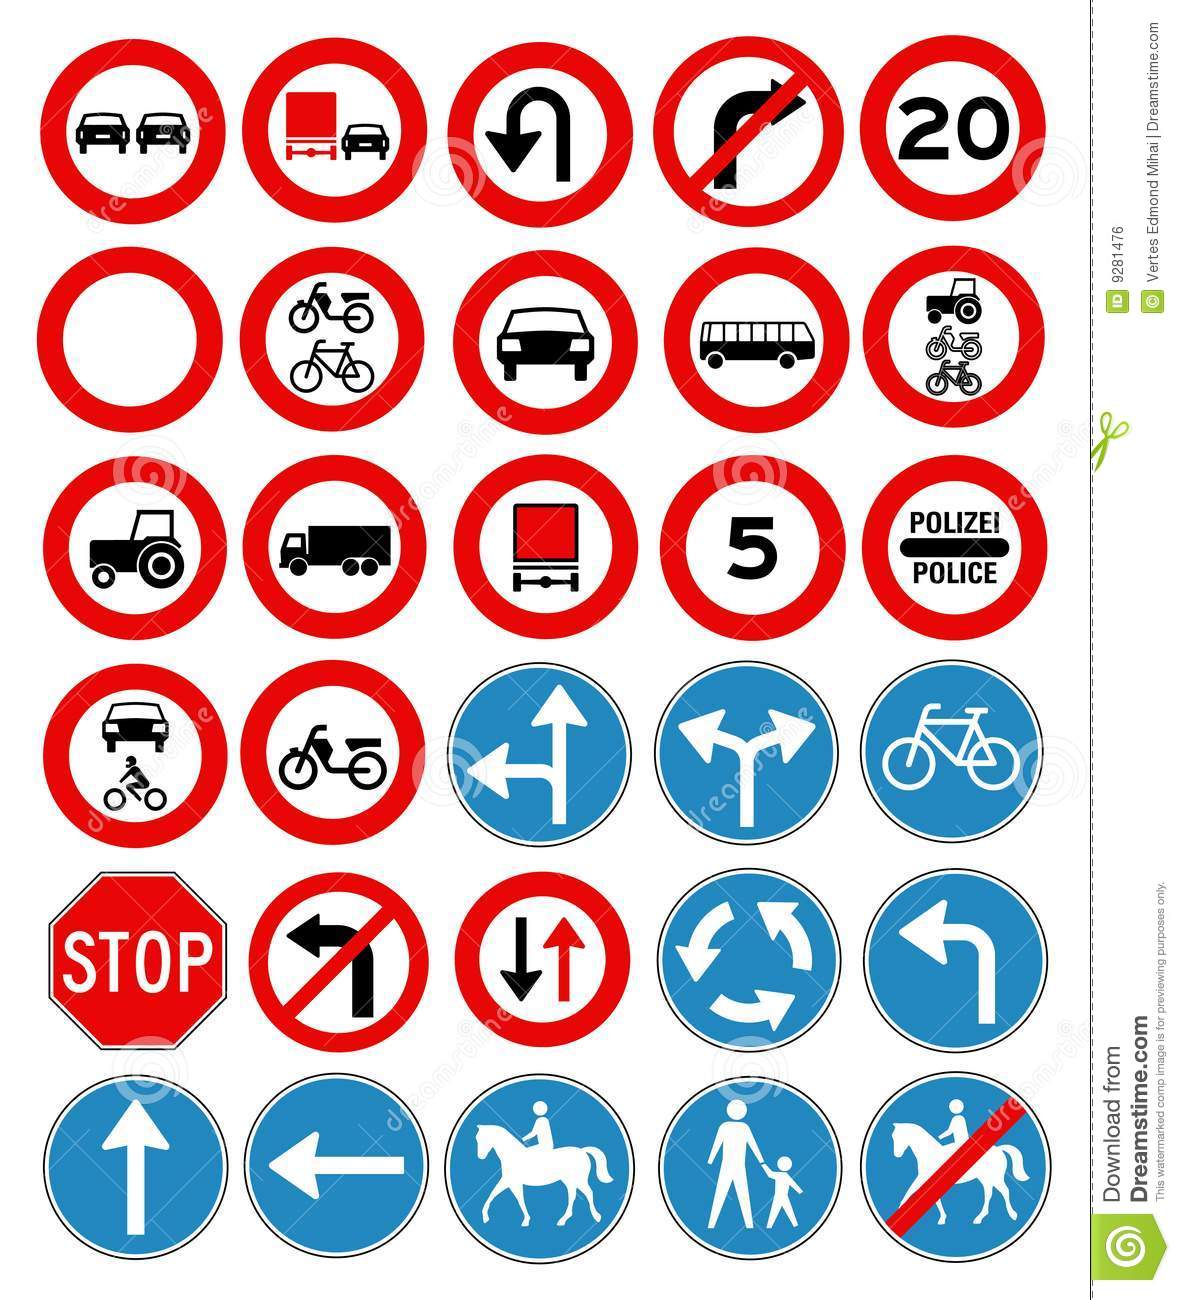 20
5
POLIZEI
POLICE
STOP
ID 9281476
© Vertes Edmond Mihai | Dreamstime.com
Download from
Dreamstime.com
This watermarked comp image is for previewing purposes only.